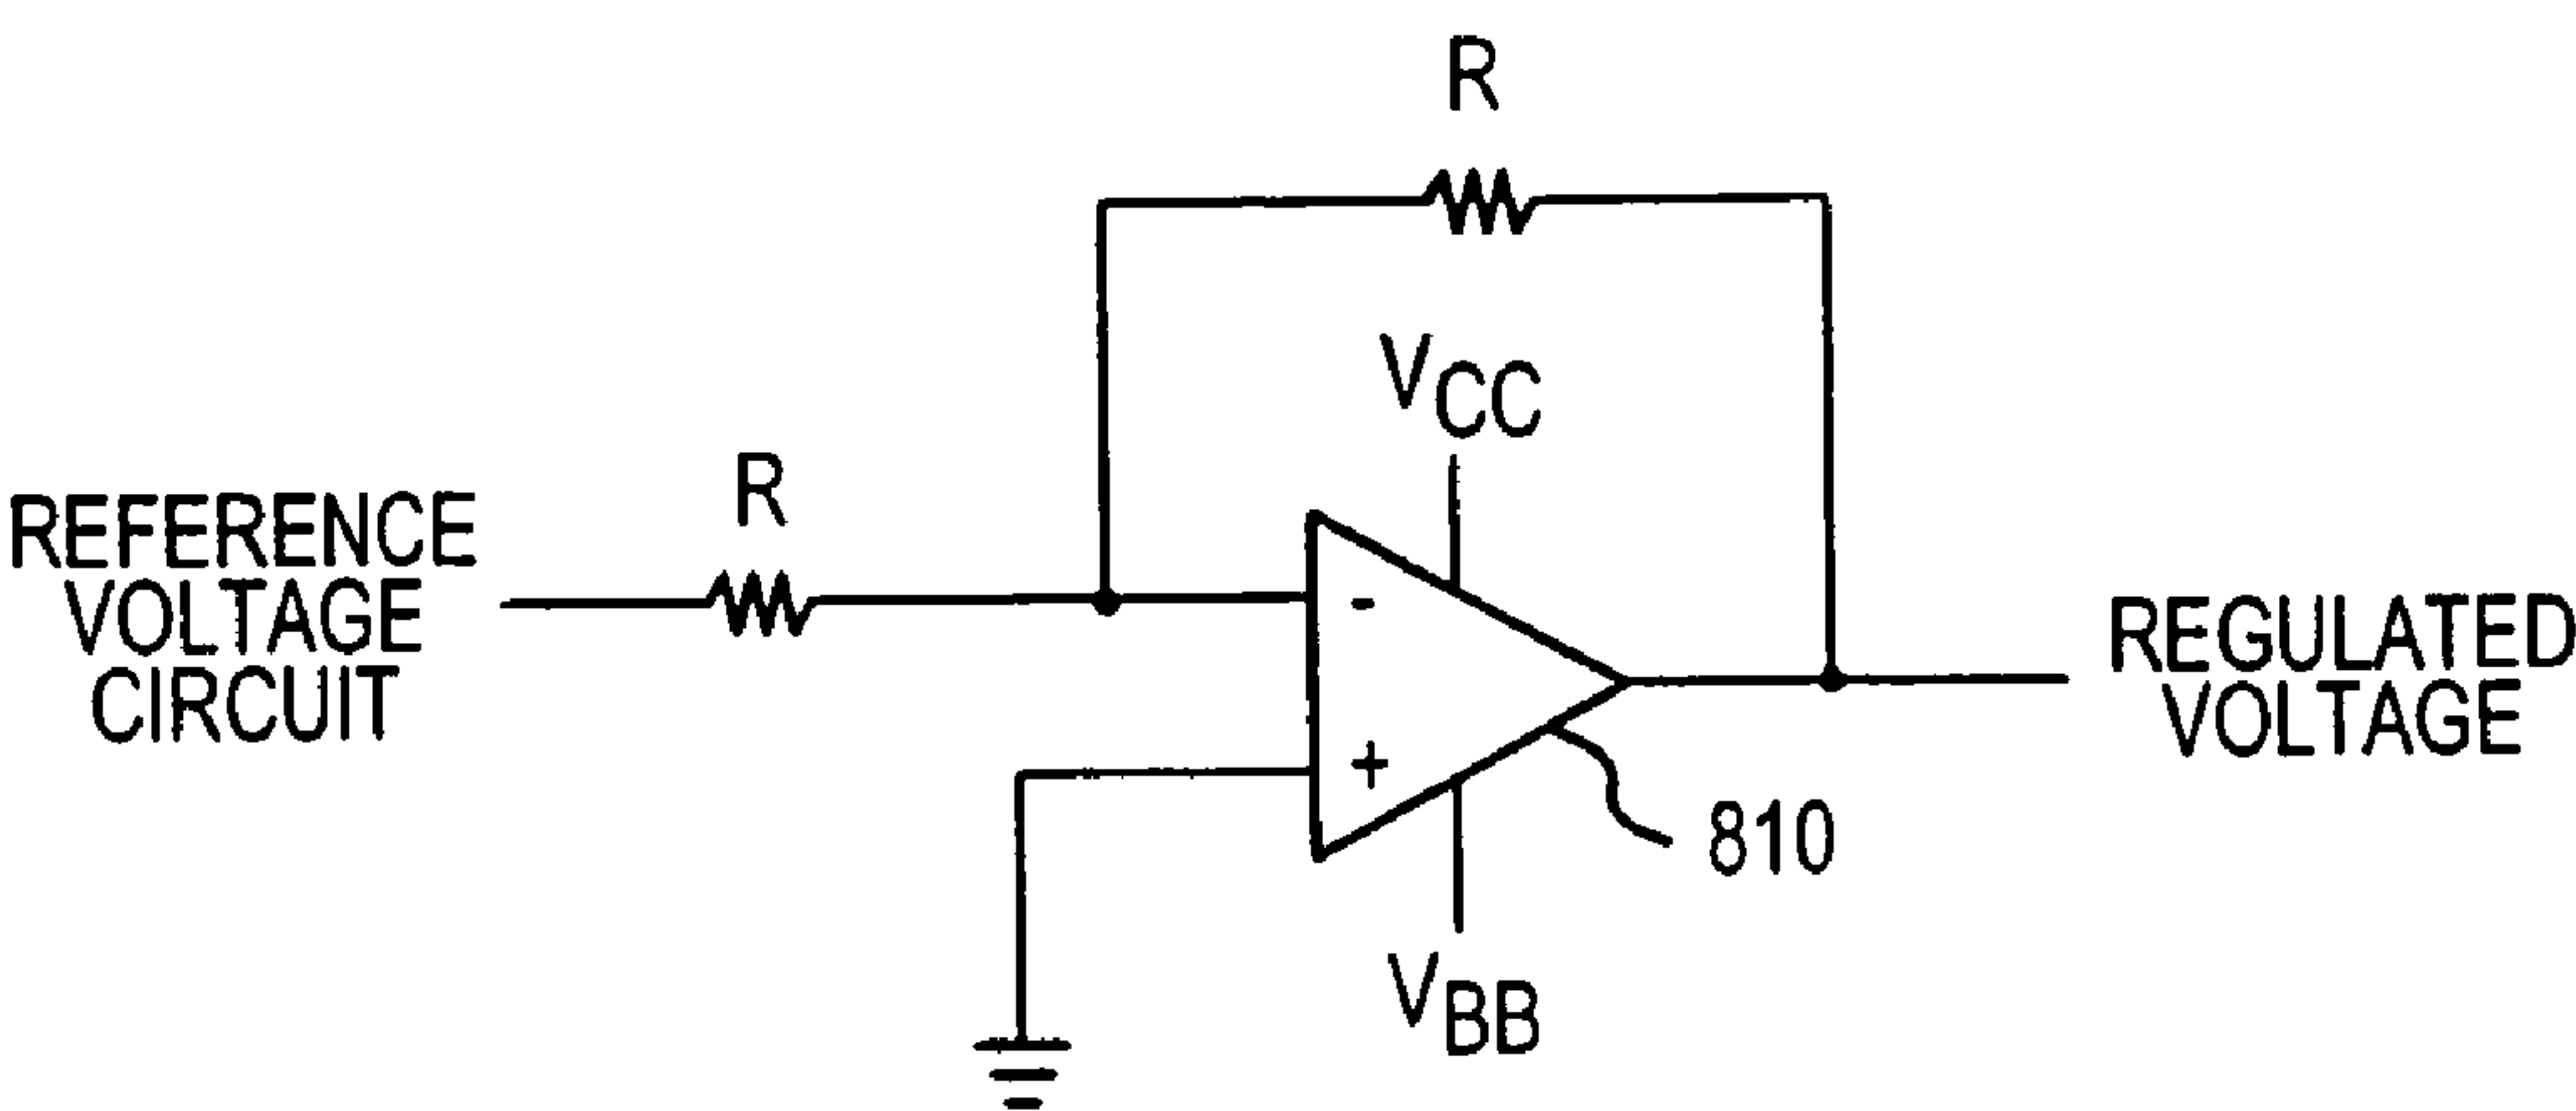 R
VCC
R
REFERENCE
VOLTAGE
CIRCUIT
-
+
REGULATED
VOLTAGE
810
VBB